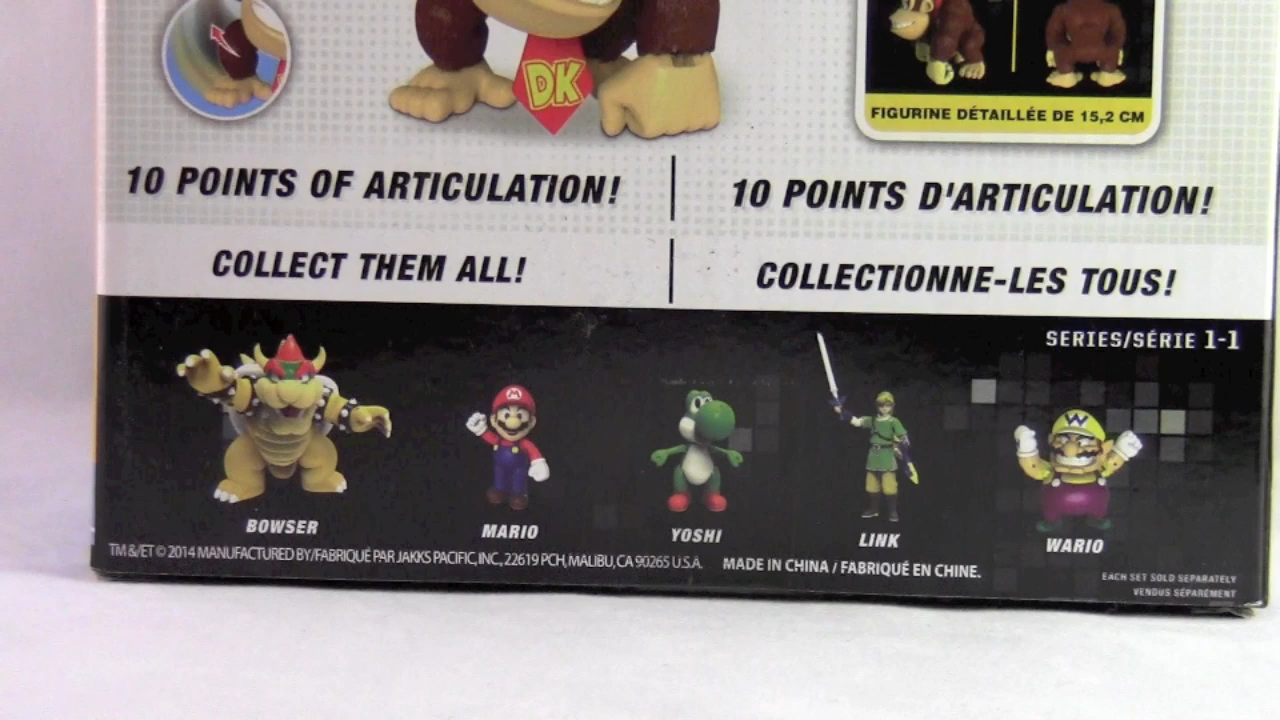 DK
FIGURINE DÉTAILLÉE DE 15,2 CM
10 POINTS OF ARTICULATION!
10 POINTS D'ARTICULATION!
COLLECT THEM ALL!
COLLECTIONNE-LES TOUS!
SERIES/SÉRIE 1-1
M
W
BOWSER
MARIO
YOSHI
LINK
WARIO
TM &/ET © 2014 MANUFACTURED BY/FABRIQUÉ PAR JAKKS PACIFIC, INC., 22619 PCH, MALIBU, CA 90265 U.S.A.
MADE IN CHINA / FABRIQUÉ EN CHINE.
EACH SET SOLD SEPARATELY
VENDUS SÉPARÉMENT